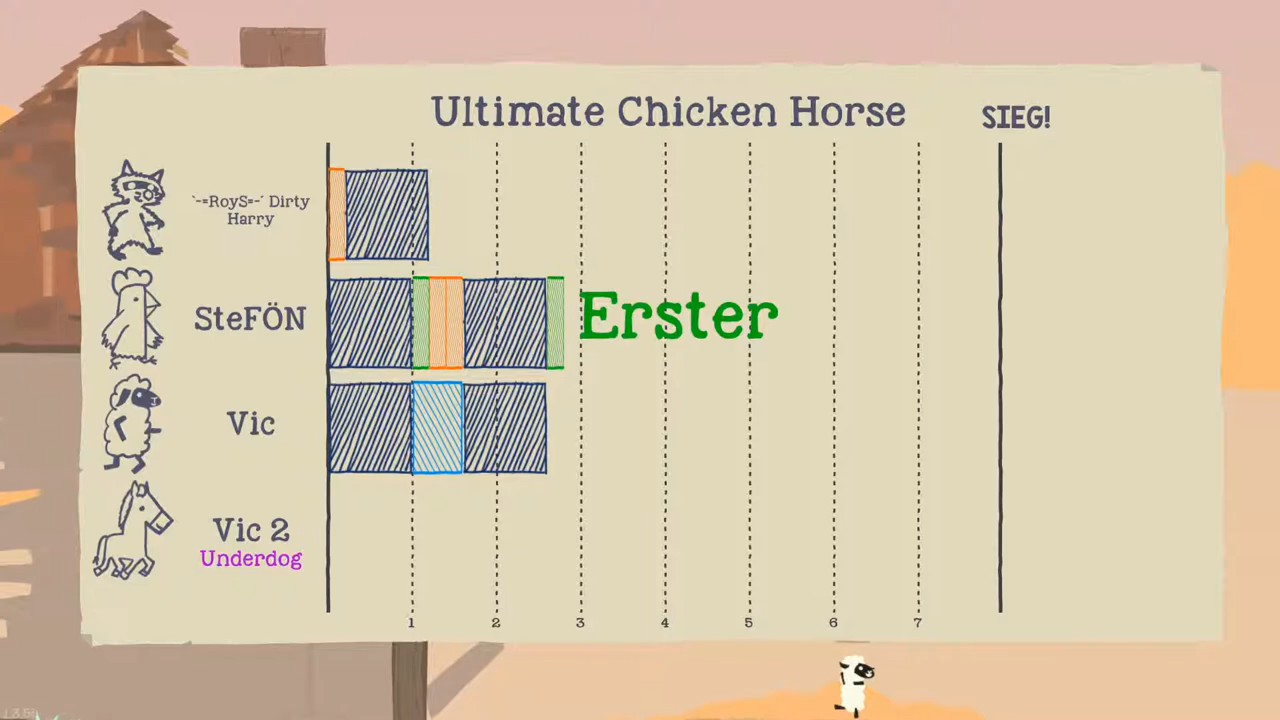 Ultimate Chicken Horse
SIEG!
`-=RoyS=-´ Dirty
Harry
SteFÖN
Erster
Vic
Vic 2
Underdog
1 2 3 4 5 6 7